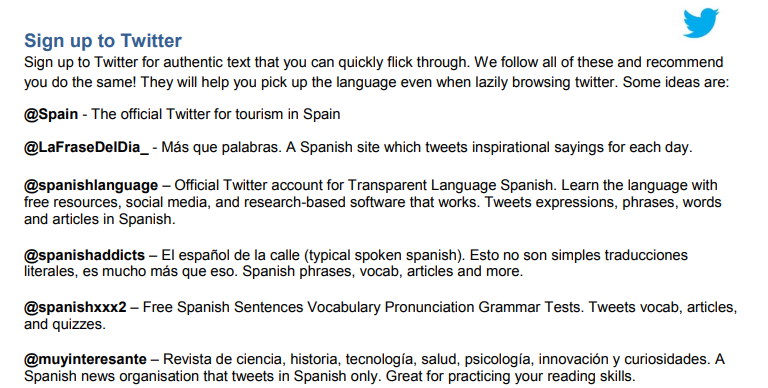 Sign up to Twitter
Sign up to Twitter for authentic text that you can quickly flick through. We follow all of these and recommend
you do the same! They will help you pick up the language even when lazily browsing twitter. Some ideas are:
@Spain - The official Twitter for tourism in Spain
@LaFraseDelDia_ - Más que palabras. A Spanish site which tweets inspirational sayings for each day.
@spanishlanguage – Official Twitter account for Transparent Language Spanish. Learn the language with
free resources, social media, and research-based software that works. Tweets expressions, phrases, words
and articles in Spanish.
@spanishaddicts – El español de la calle (typical spoken spanish). Esto no son simples traducciones
literales, es mucho más que eso. Spanish phrases, vocab, articles and more.
@spanishxxx2 – Free Spanish Sentences Vocabulary Pronunciation Grammar Tests. Tweets vocab, articles,
and quizzes.
@muyinteresante – Revista de ciencia, historia, tecnología, salud, psicología, innovación y curiosidades. A
Spanish news organisation that tweets in Spanish only. Great for practicing your reading skills.